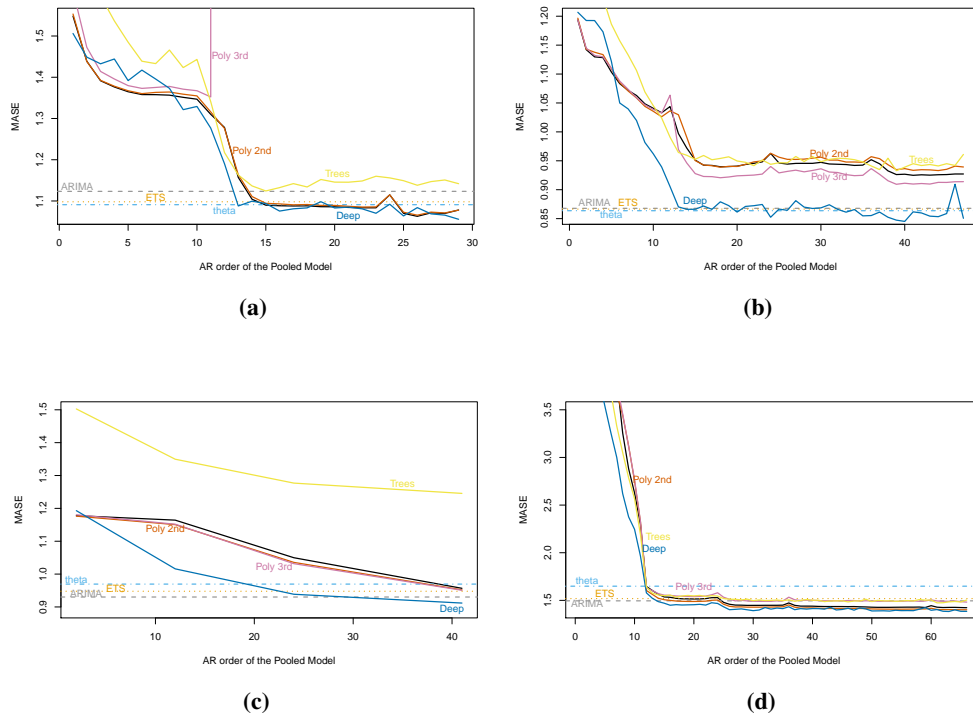 MASE
1.5
1.4
1.3
1.2
1.1
Poly 3rd
Poly 2nd
Trees
ARIMA
ETS
theta
Deep
0
5
10
15
20
25
30
AR order of the Pooled Model
(a)
MASE
1.20
1.15
1.10
1.05
1.00
0.95
0.90
0.85
Poly 2nd
Trees
Poly 3rd
Deep
ARIMA
ETS
theta
0
10
20
30
40
AR order of the Pooled Model
(b)
MASE
1.5
1.4
1.3
1.2
1.1
1.0
0.9
Trees
Poly 2nd
Poly 3rd
theta
ETS
ARIMA
Deep
10
20
30
40
AR order of the Pooled Model
(c)
MASE
3.5
3.0
2.5
2.0
1.5
Poly 2nd
Trees
Deep
theta
Poly 3rd
ETS
ARIMA
0
10
20
30
40
50
60
AR order of the Pooled Model
(d)